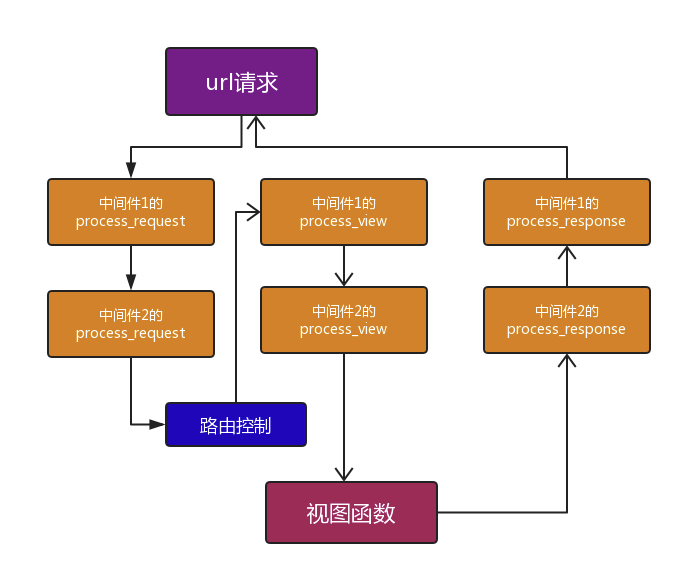 url请求
中间件1的
process_request
中间件1的
process_view
中间件1的
process_response
中间件2的
process_request
中间件2的
process_view
中间件2的
process_response
路由控制
视图函数